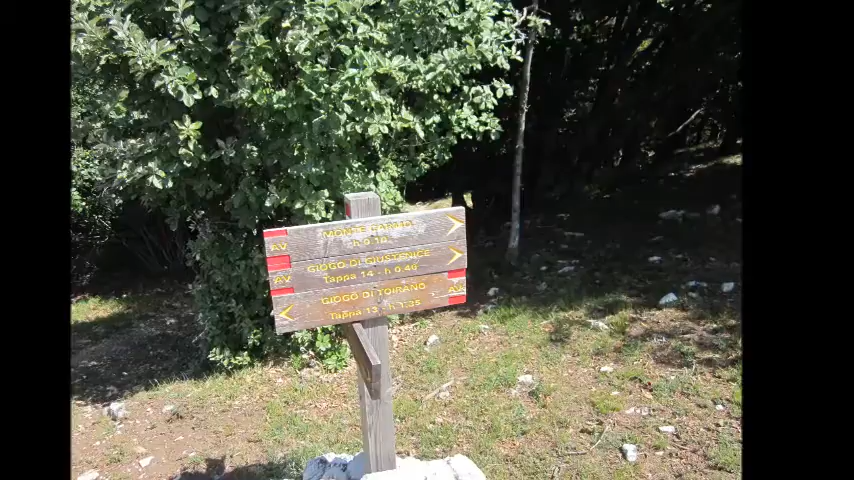 MONTE CARMO
AV h 0.10
GIOGO DI GIUSTENICE
AV Tappa 14 - h 0.40
GIOGO DI TOIRANO
Tappa 13 - h 1.35 AV